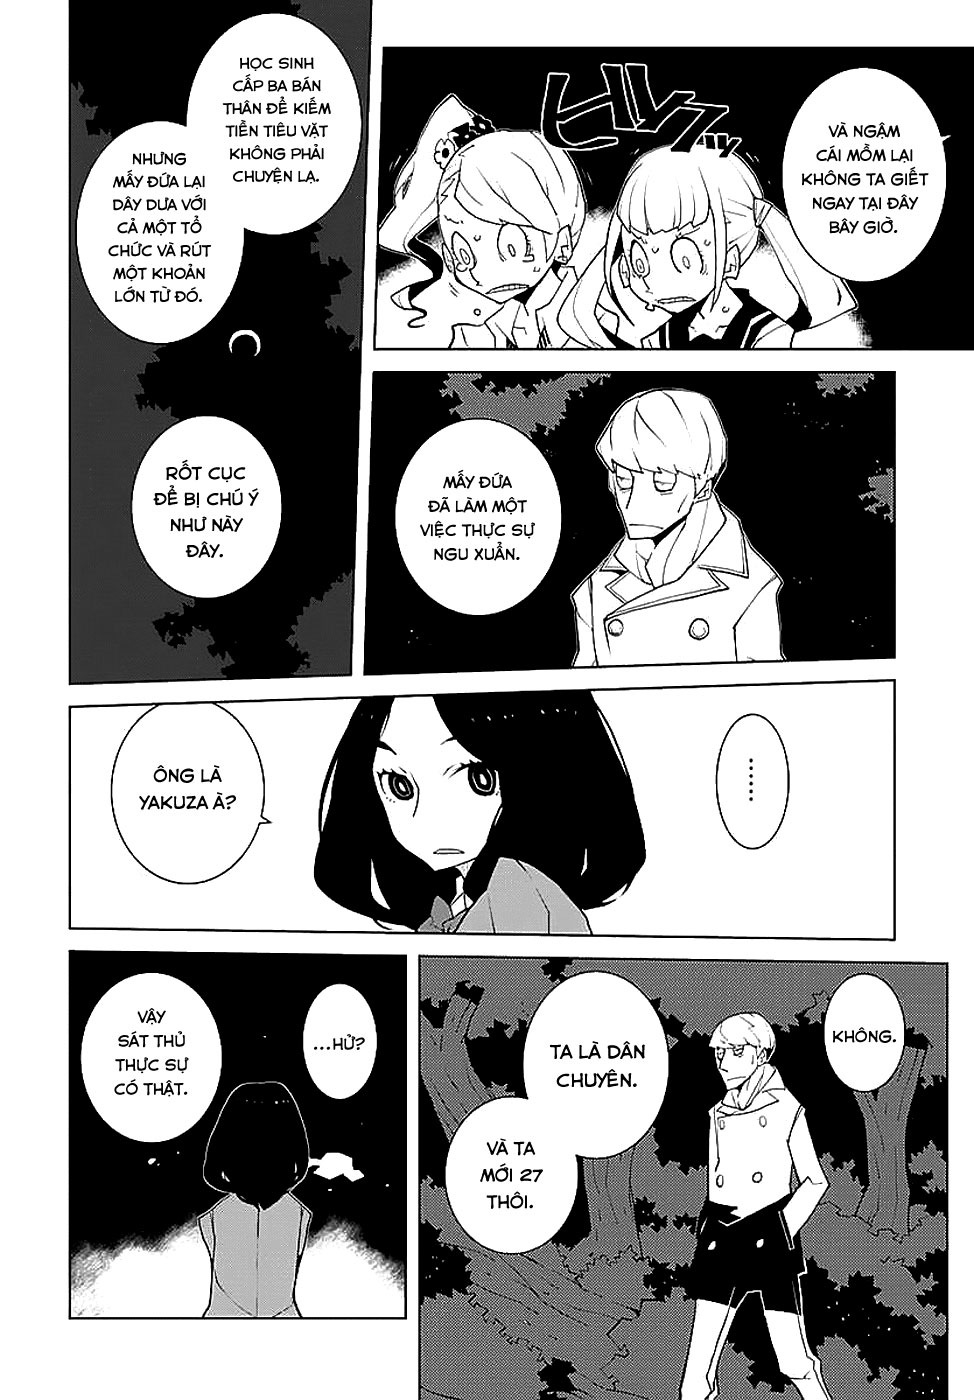 VÀ NGẬM
CÁI MỒM LẠI
KHÔNG TA GIẾT
NGAY TẠI ĐÂY
BÂY GIỜ.
ビクッ
HỌC SINH
CẤP BA BÁN
THÂN ĐỂ KIẾM
TIỀN TIÊU VẶT
KHÔNG PHẢI
CHUYỆN LẠ.
NHƯNG
MẤY ĐỨA LẠI
DÂY DƯA VỚI
CẢ MỘT TỔ
CHỨC VÀ RÚT
MỘT KHOẢN
LỚN TỪ ĐÓ.
RỐT CỤC
ĐỂ BỊ CHÚ Ý
NHƯ NÀY
ĐÂY.
MẤY ĐỨA
ĐÃ LÀM MỘT
VIỆC THỰC SỰ
NGU XUẨN.
……
ÔNG LÀ
YAKUZA À?
KHÔNG.
TA LÀ DÂN
CHUYÊN.
VÀ TA
MỚI 27
THÔI.
...HỬ?
VẬY
SÁT THỦ
THỰC SỰ
CÓ THẬT.